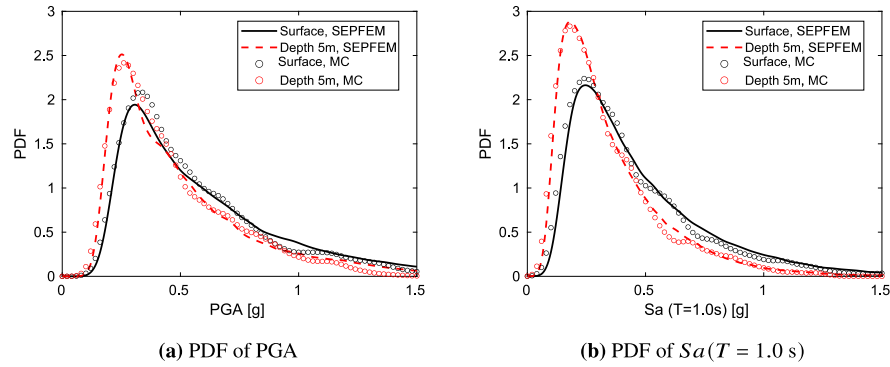 3
2.5
2
1.5
1
0.5
0
PDF
Surface, SEPFEM
Depth 5m, SEPFEM
Surface, MC
Depth 5m, MC
0 0.5 1 1.5
PGA [g]
(a) PDF of PGA
3
2.5
2
1.5
1
0.5
0
PDF
Surface, SEPFEM
Depth 5m, SEPFEM
Surface, MC
Depth 5m, MC
0 0.5 1 1.5
Sa (T=1.0s) [g]
(b) PDF of Sa(T = 1.0 s)